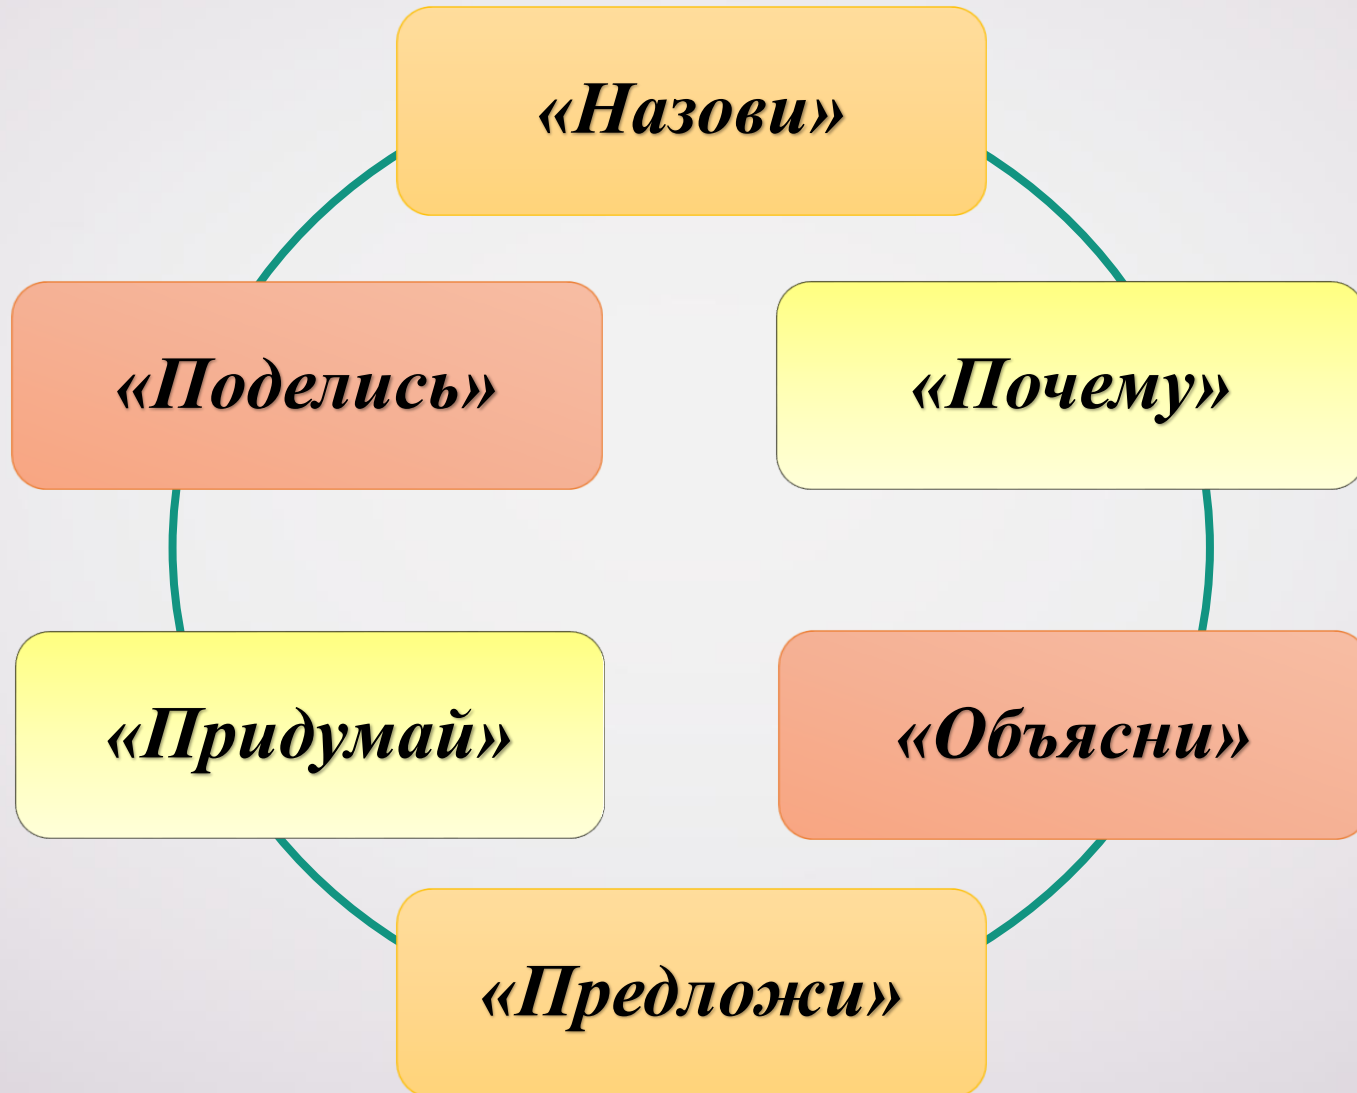 «Назови»
«Поделись»
«Почему»
«Придумай»
«Объясни»
«Предложи»